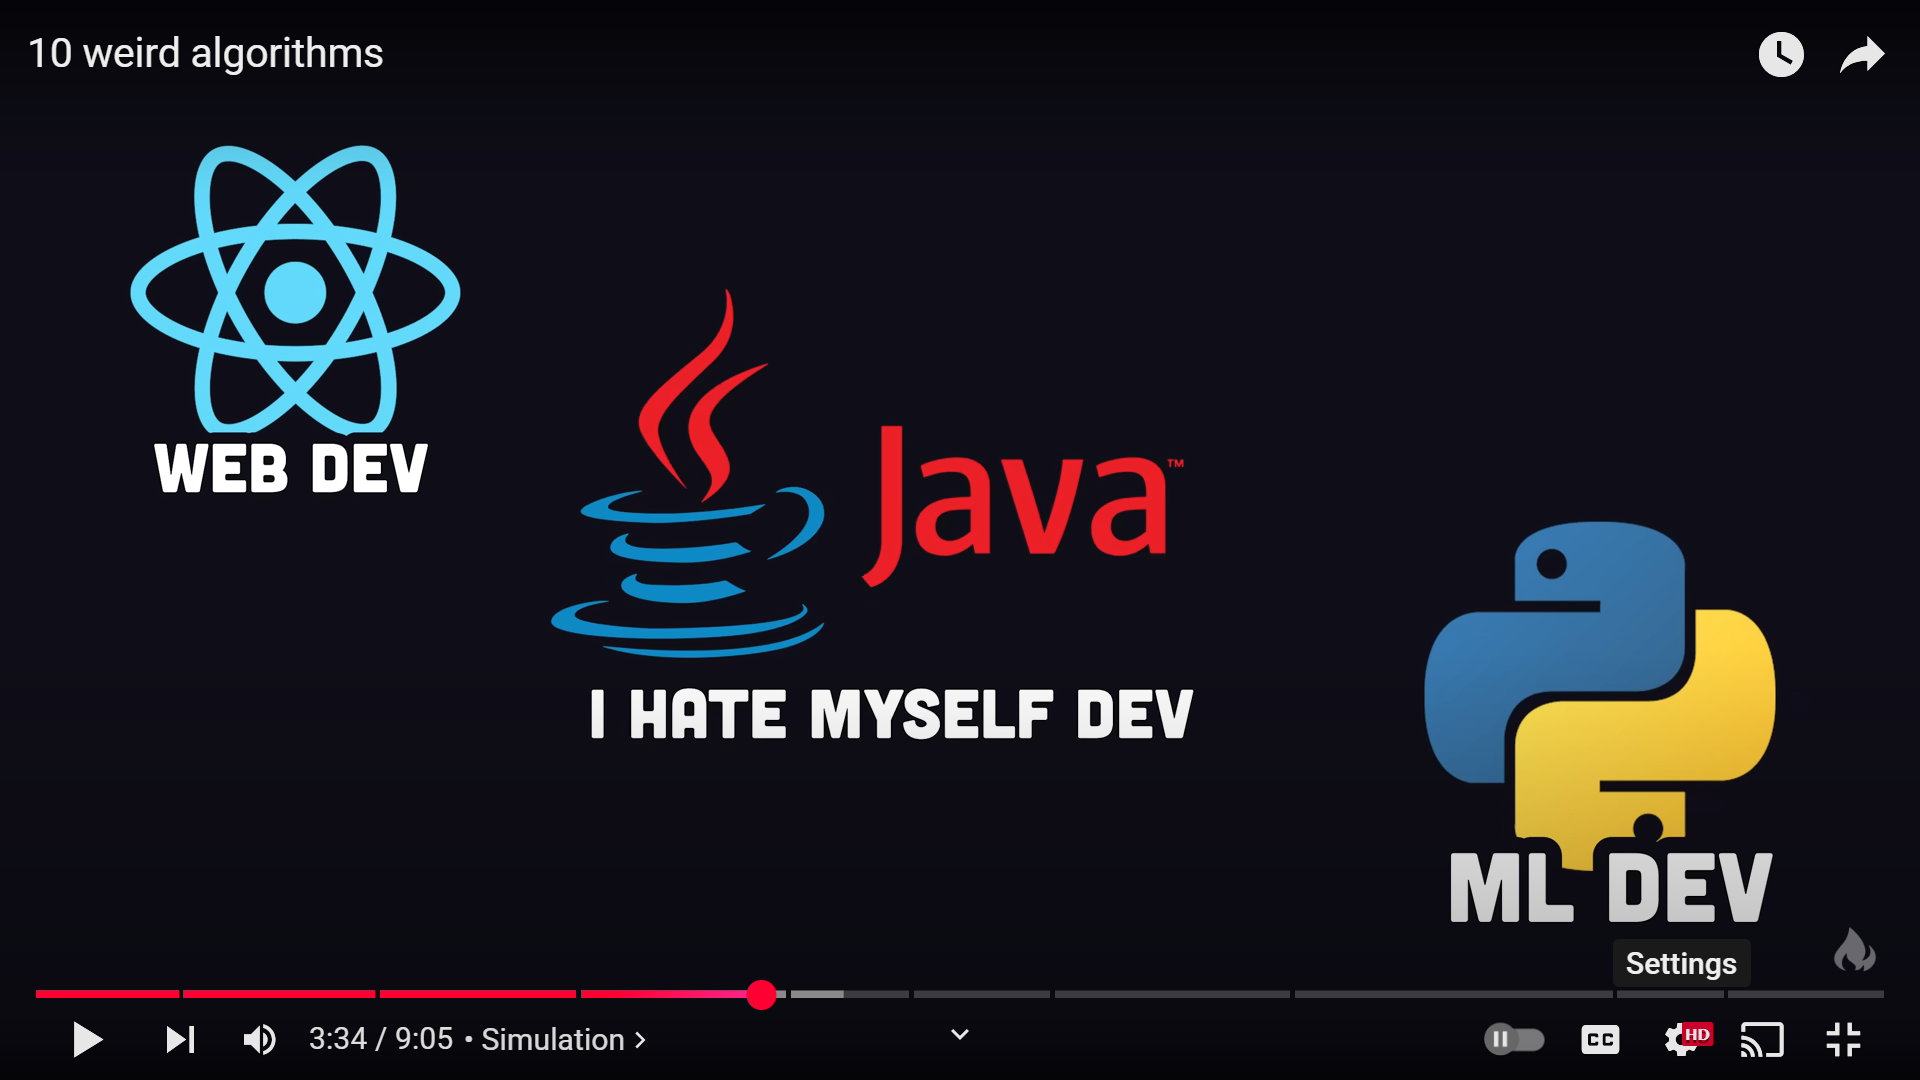 10 weird algorithms
WEB DEV
Java™
I HATE MYSELF DEV
ML DEV
Settings
3:34 / 9:05 • Simulation
CC
HD